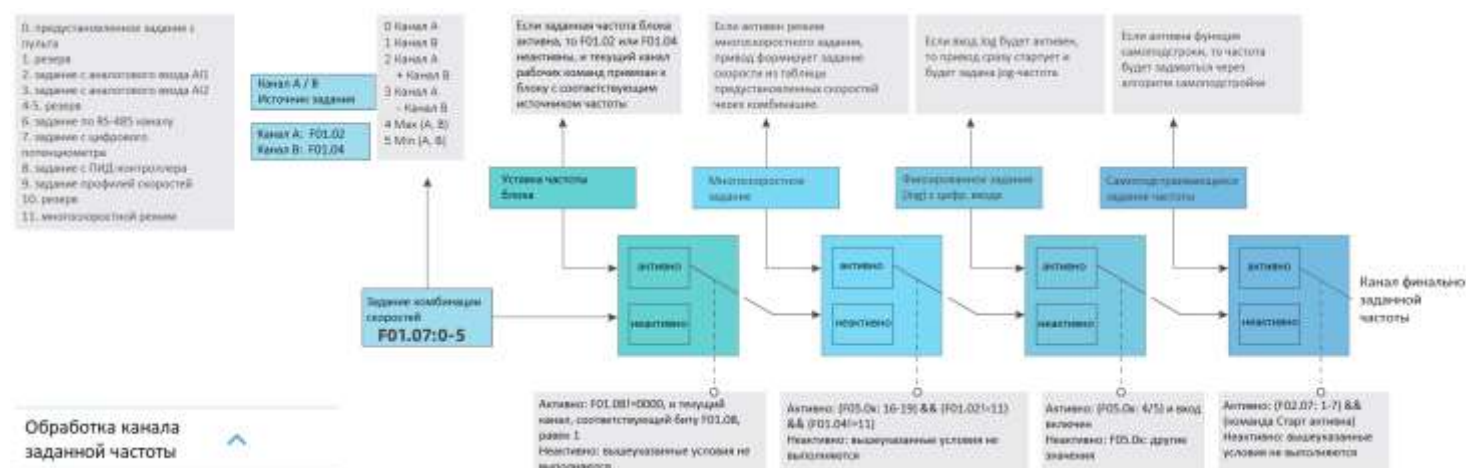 0. предустановленное задание с
пульта
1. резерв
2. задание с аналогового входа AI1
3. задание с аналогового входа AI2
4-5. резерв
6. задание по RS-485 каналу
7. задание с цифрового
потенциометра
8. задание с ПИД-контроллера
9. задание профилей скоростей
10. резерв
11. многоскоростной режим
Канал A / B
Источник задания
Канал A: F01.02
Канал B: F01.04
0 Канал A
1 Канал B
2 Канал A
+ Канал B
3 Канал A
- Канал B
4 Max (A, B)
5 Min (A, B)
Если заданная частота блока
активна, то F01.02 или F01.04
неактивны, и текущий канал
рабочих команд привязан к
блоку с соответствующим
источником частоты
Если активен режим
многоскоростного задания,
привод формирует задание
скорости из таблицы
предустановленных скоростей
через комбинацию.
Если вход Jog будет активен,
то привод сразу стартует и
будет задана Jog-частота
Если активна функция
самоподстроки, то частота
будет задаваться через
алгоритм самоподстройки
Уставка частоты
блока
Многоскоростное
задание
Фиксированное задание
(Jog) с цифр. входа
Самоподстраивающееся
задание частоты
Задание комбинации
скоростей
F01.07:0-5
активно
неактивно
активно
неактивно
активно
неактивно
активно
неактивно
Канал финально
заданной
частоты
Активно: F01.08!=0000, и текущий
канал, соответствующий биту F01.08,
равен 1
Неактивно: вышеуказанные условия не
выполняются
Активно: (F05.0x: 16-19) && (F01.02!=11)
&& (F01.04!=11)
Неактивно: вышеуказанные условия не
выполняются
Активно: (F05.0x: 4/5) и вход
включен
Неактивно: F05.0x: другие
значения
Активно: (F02.07: 1-7) &&
(команда Старт активна)
Неактивно: вышеуказанные
условия не выполняются
Обработка канала
заданной частоты